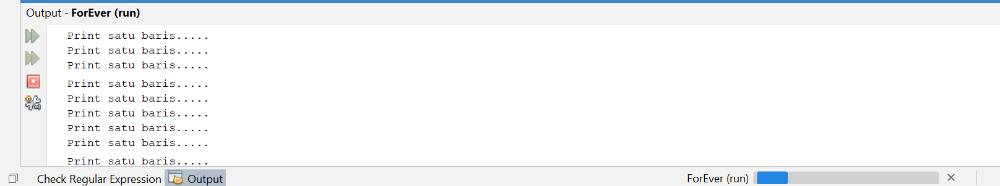 Output - ForEver (run)
Print satu baris.....
Print satu baris.....
Print satu baris.....
Print satu baris.....
Print satu baris.....
Print satu baris.....
Print satu baris.....
Print satu baris.....
Print satu baris.....
Check Regular Expression Output ForEver (run)